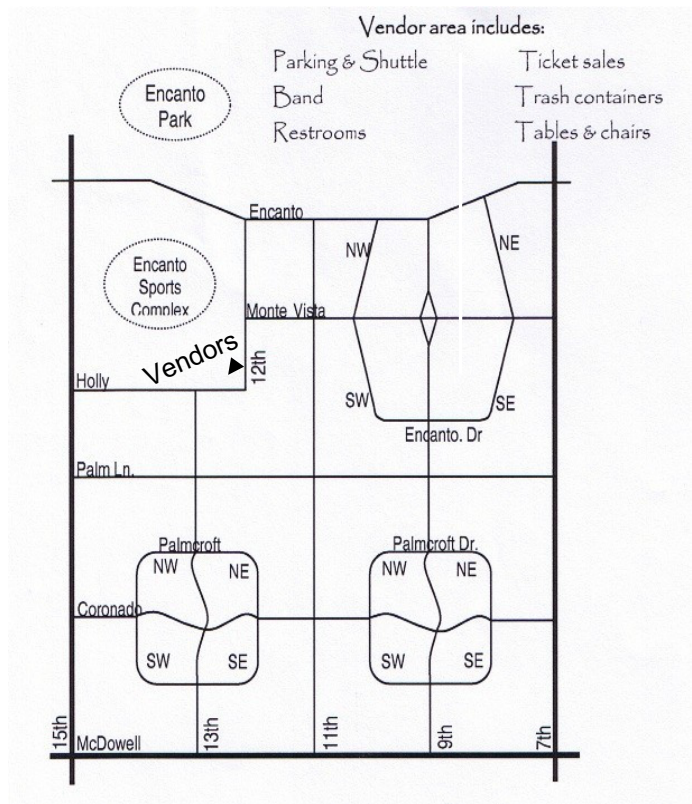 Vendor area includes:
Parking & Shuttle
Ticket sales
Band
Trash containers
Restrooms
Tables & chairs
Encanto
Park
Encanto
NW
NE
Encanto
Sports
Complex
Monte Vista
Vendors
12th
Holly
SW
SE
Encanto. Dr
Palm Ln.
Palmcroft
Palmcroft Dr.
NW
NE
NW
NE
Coronado
SW
SE
SW
SE
15th
McDowell
13th
11th
9th
7th